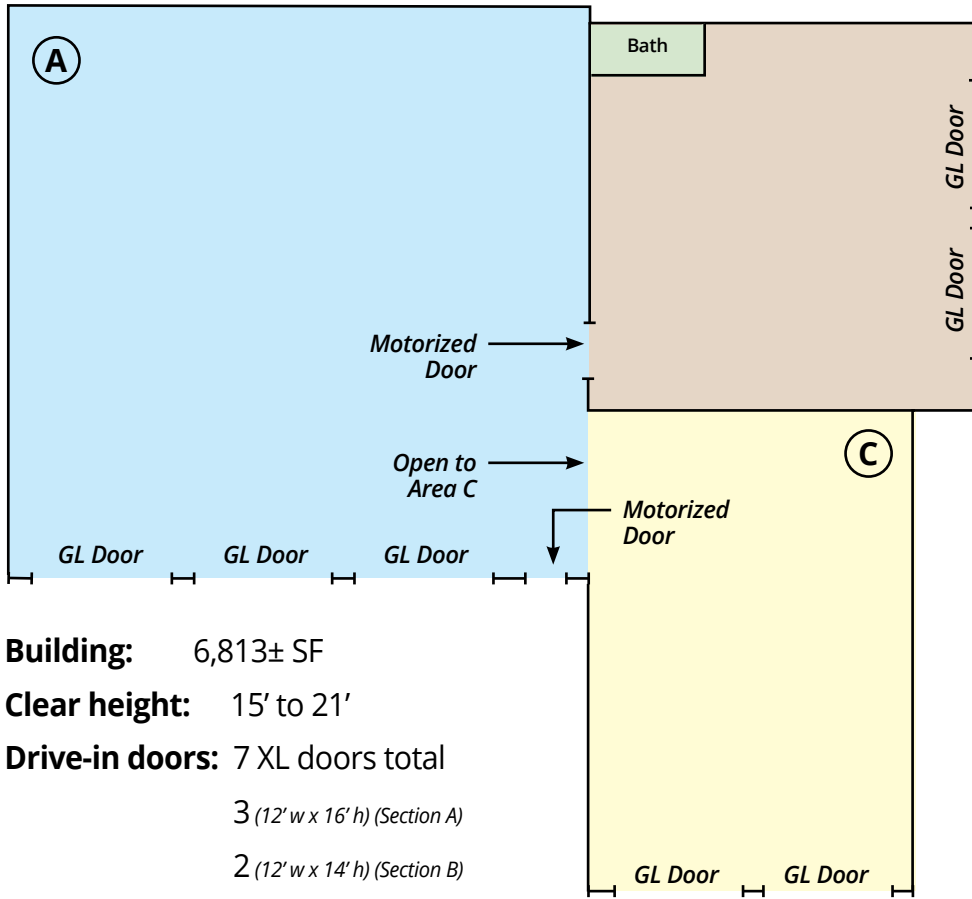 A
Bath
GL Door
GL Door
Motorized
Door
Open to
Area C
C
Motorized
Door
GL Door
GL Door
GL Door
Building: 6,813± SF
Clear height: 15’ to 21’
Drive-in doors: 7 XL doors total
3 (12’ w x 16’ h) (Section A)
2 (12’ w x 14’ h) (Section B)
GL Door
GL Door